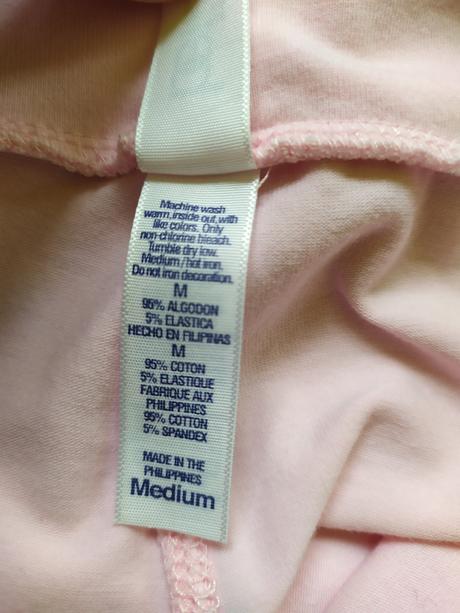 Machine wash
warm, inside out, with
like colors. Only
non-chlorine bleach.
Tumble dry low.
Medium/hot iron.
Do not iron decoration.
M
95% ALGODON
5% ELASTICA
HECHO EN FILIPINAS
M
95% COTON
5% ELASTIQUE
FABRIQUE AUX
PHILIPPINES
95% COTTON
5% SPANDEX
MADE IN THE
PHILIPPINES
Medium